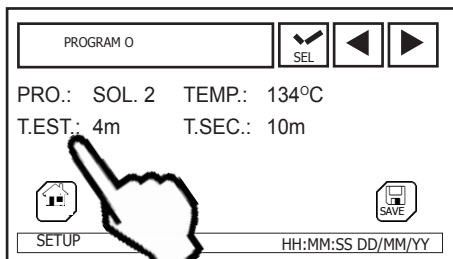 PROGRAM O
SEL
PRO.: SOL. 2 TEMP.: 134°C
T.EST.: 4m T.SEC.: 10m
SAVE
SETUP HH:MM:SS DD/MM/YY